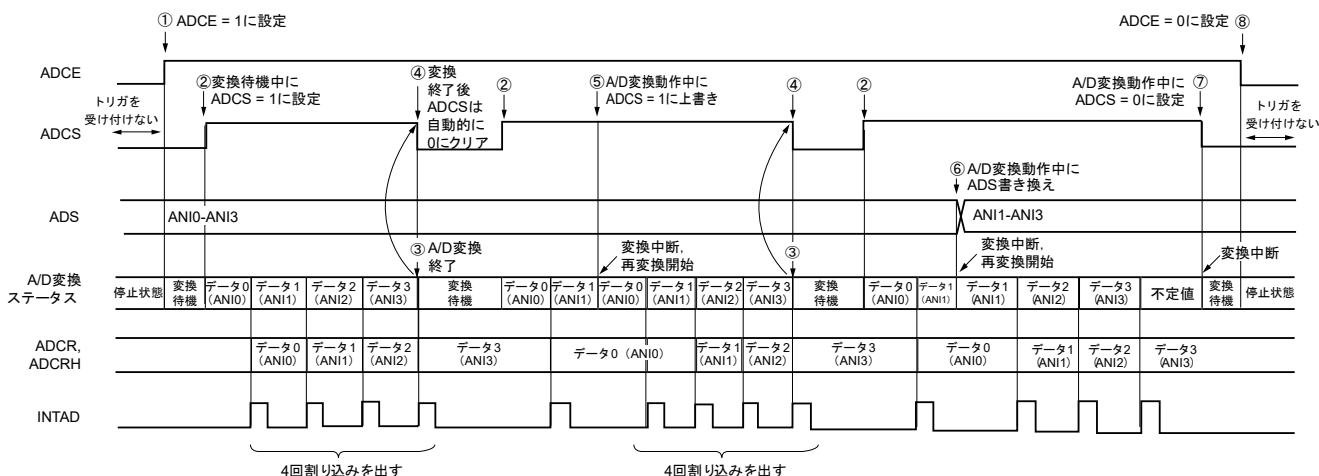 ① ADCE = 1に設定
ADCE = 0に設定 ⑧
ADCE
②変換待機中に
ADCS = 1に設定
④変換
終了後
ADCSは
自動的に
0にクリア
②
⑤A/D変換動作中に
ADCS = 1に上書き
④
②
A/D変換動作中に ⑦
ADCS = 0に設定
トリガを
受け付けない
トリガを
受け付けない
ADCS
⑥A/D変換動作中に
ADS書き換え
ADS
ANI0-ANI3
ANI1-ANI3
③A/D変換
終了
変換中断,
再変換開始
③
変換中断,
再変換開始
変換中断
A/D変換
ステータス
停止状態
変換
待機
データ0
(ANI0)
データ1
(ANI1)
データ2
(ANI2)
データ3
(ANI3)
変換
待機
データ0
(ANI0)
データ1
(ANI1)
データ0
(ANI0)
データ1
(ANI1)
データ2
(ANI2)
データ3
(ANI3)
変換
待機
データ0
(ANI0)
データ1
(ANI1)
データ1
(ANI1)
データ2
(ANI2)
データ3
(ANI3)
不定値
変換
待機
停止状態
ADCR,
ADCRH
データ0
(ANI0)
データ1
(ANI1)
データ2
(ANI2)
データ3
(ANI3)
データ0 (ANI0)
データ1
(ANI1)
データ2
(ANI2)
データ3
(ANI3)
データ0
(ANI0)
データ1
(ANI1)
データ2
(ANI2)
データ3
(ANI3)
INTAD
4回割り込みを出す
4回割り込みを出す